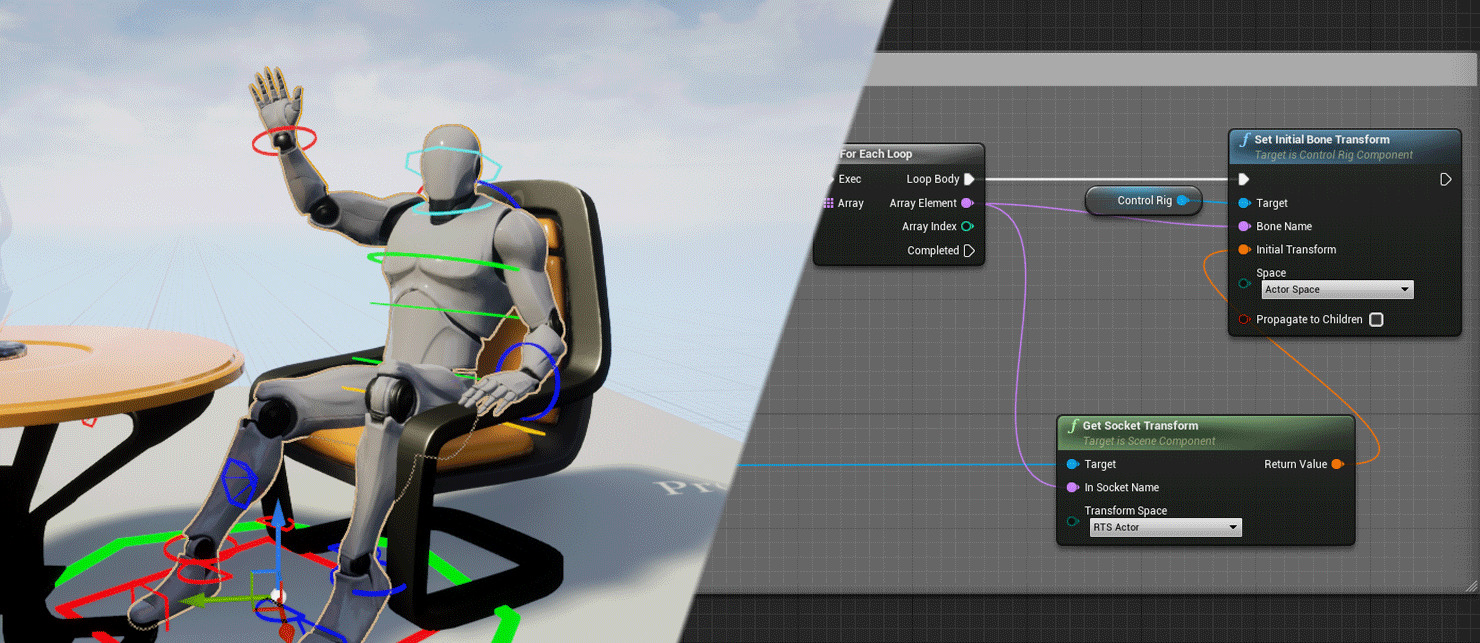 For Each Loop
Exec
Loop Body
Array
Array Element
Array Index
Completed
Control Rig
Set Initial Bone Transform
Target is Control Rig Component
Target
Bone Name
Initial Transform
Space
Actor Space
Propagate to Children
Get Socket Transform
Target is Scene Component
Target
Return Value
In Socket Name
Transform Space
RTS Actor